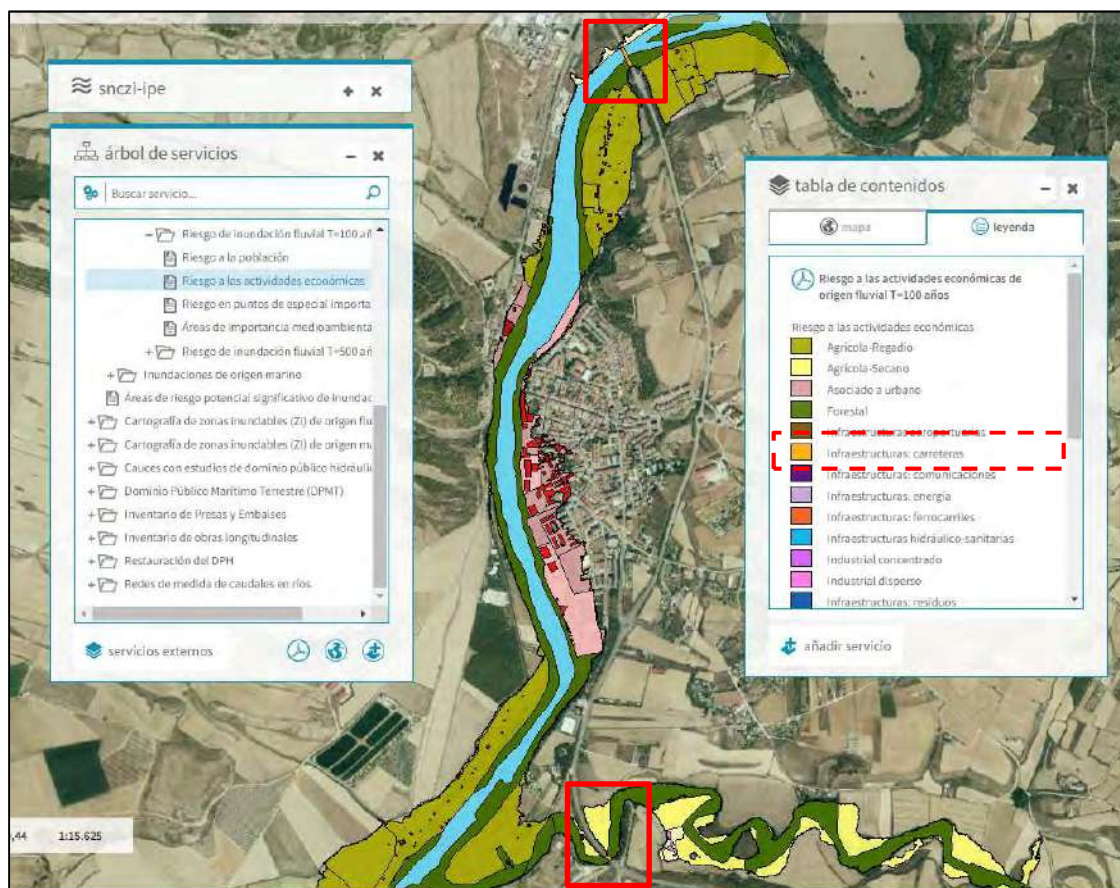 snczi-ipe
árbol de servicios
Buscar servicio...
Riesgo de inundación fluvial T=100 añ
Riesgo a la población
Riesgo a las actividades económicas
Riesgo en puntos de especial importa
Áreas de importancia medioambienta
Riesgo de inundación fluvial T=500 añ
Inundaciones de origen marino
Áreas de riesgo potencial significativo de inundac
Cartografía de zonas inundables (ZI) de origen flu
Cartografía de zonas inundables (ZI) de origen ma
Cauces con estudios de dominio público hidráuli
Dominio Público Marítimo Terrestre (DPMT)
Inventario de Presas y Embalses
Inventario de obras longitudinales
Restauración del DPH
Redes de medida de caudales en ríos.
servicios externos
,44 1:15.625
tabla de contenidos
mapa leyenda
Riesgo a las actividades económicas de
origen fluvial T=100 años
Riesgo a las actividades económicas
Agrícola-Regadío
Agrícola-Secano
Asociado a urbano
Forestal
Infraestructuras aeroportuarias
Infraestructuras: carreteras
Infraestructuras: comunicaciones
Infraestructuras: energía
Infraestructuras: ferrocarriles
Infraestructuras hidráulico-sanitarias
Industrial concentrado
Industrial disperso
Infraestructuras: residuos
añadir servicio